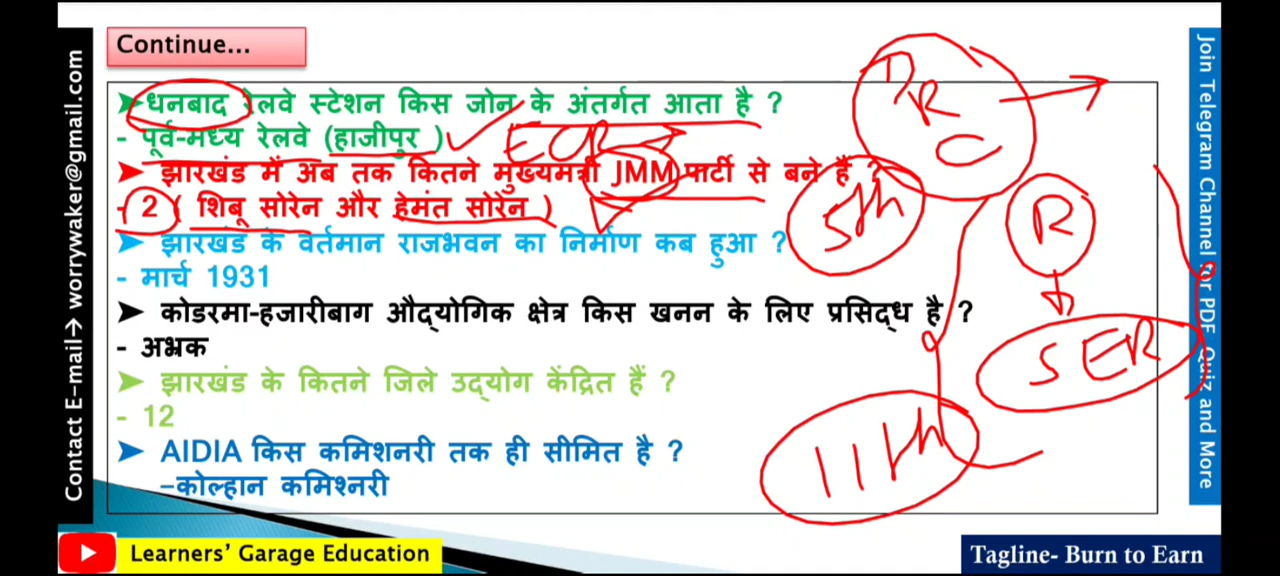 Continue...
➤ धनबाद रेलवे स्टेशन किस जोन के अंतर्गत आता है ?
- पूर्व-मध्य रेलवे (हाजीपुर )
➤ झारखंड में अब तक कितने मुख्यमंत्री JMM पार्टी से बने हैं ?
- 2 ( शिबू सोरेन और हेमंत सोरेन )
➤ झारखंड के वर्तमान राजभवन का निर्माण कब हुआ ?
- मार्च 1931
➤ कोडरमा-हजारीबाग औद्योगिक क्षेत्र किस खनन के लिए प्रसिद्ध है ?
- अभ्रक
➤ झारखंड के कितने जिले उद्योग केंद्रित हैं ?
- 12
➤ AIDIA किस कमिशनरी तक ही सीमित है ?
–कोल्हान कमिश्नरी
ECR
5th
R
SER
11th
Contact E-mail→ worrywaker@gmail.com
Join Telegram Channel for PDF, Quiz and More
Learners’ Garage Education
Tagline- Burn to Earn